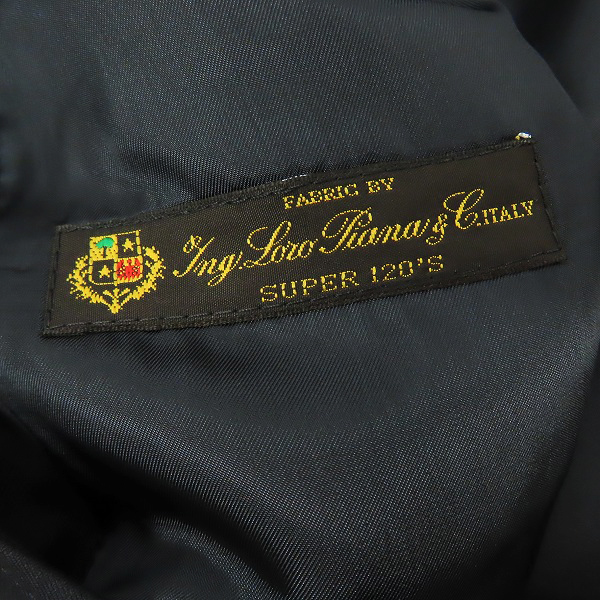 FABRIC BY
Ing. Loro Piana & C. ITALY
SUPER 120'S